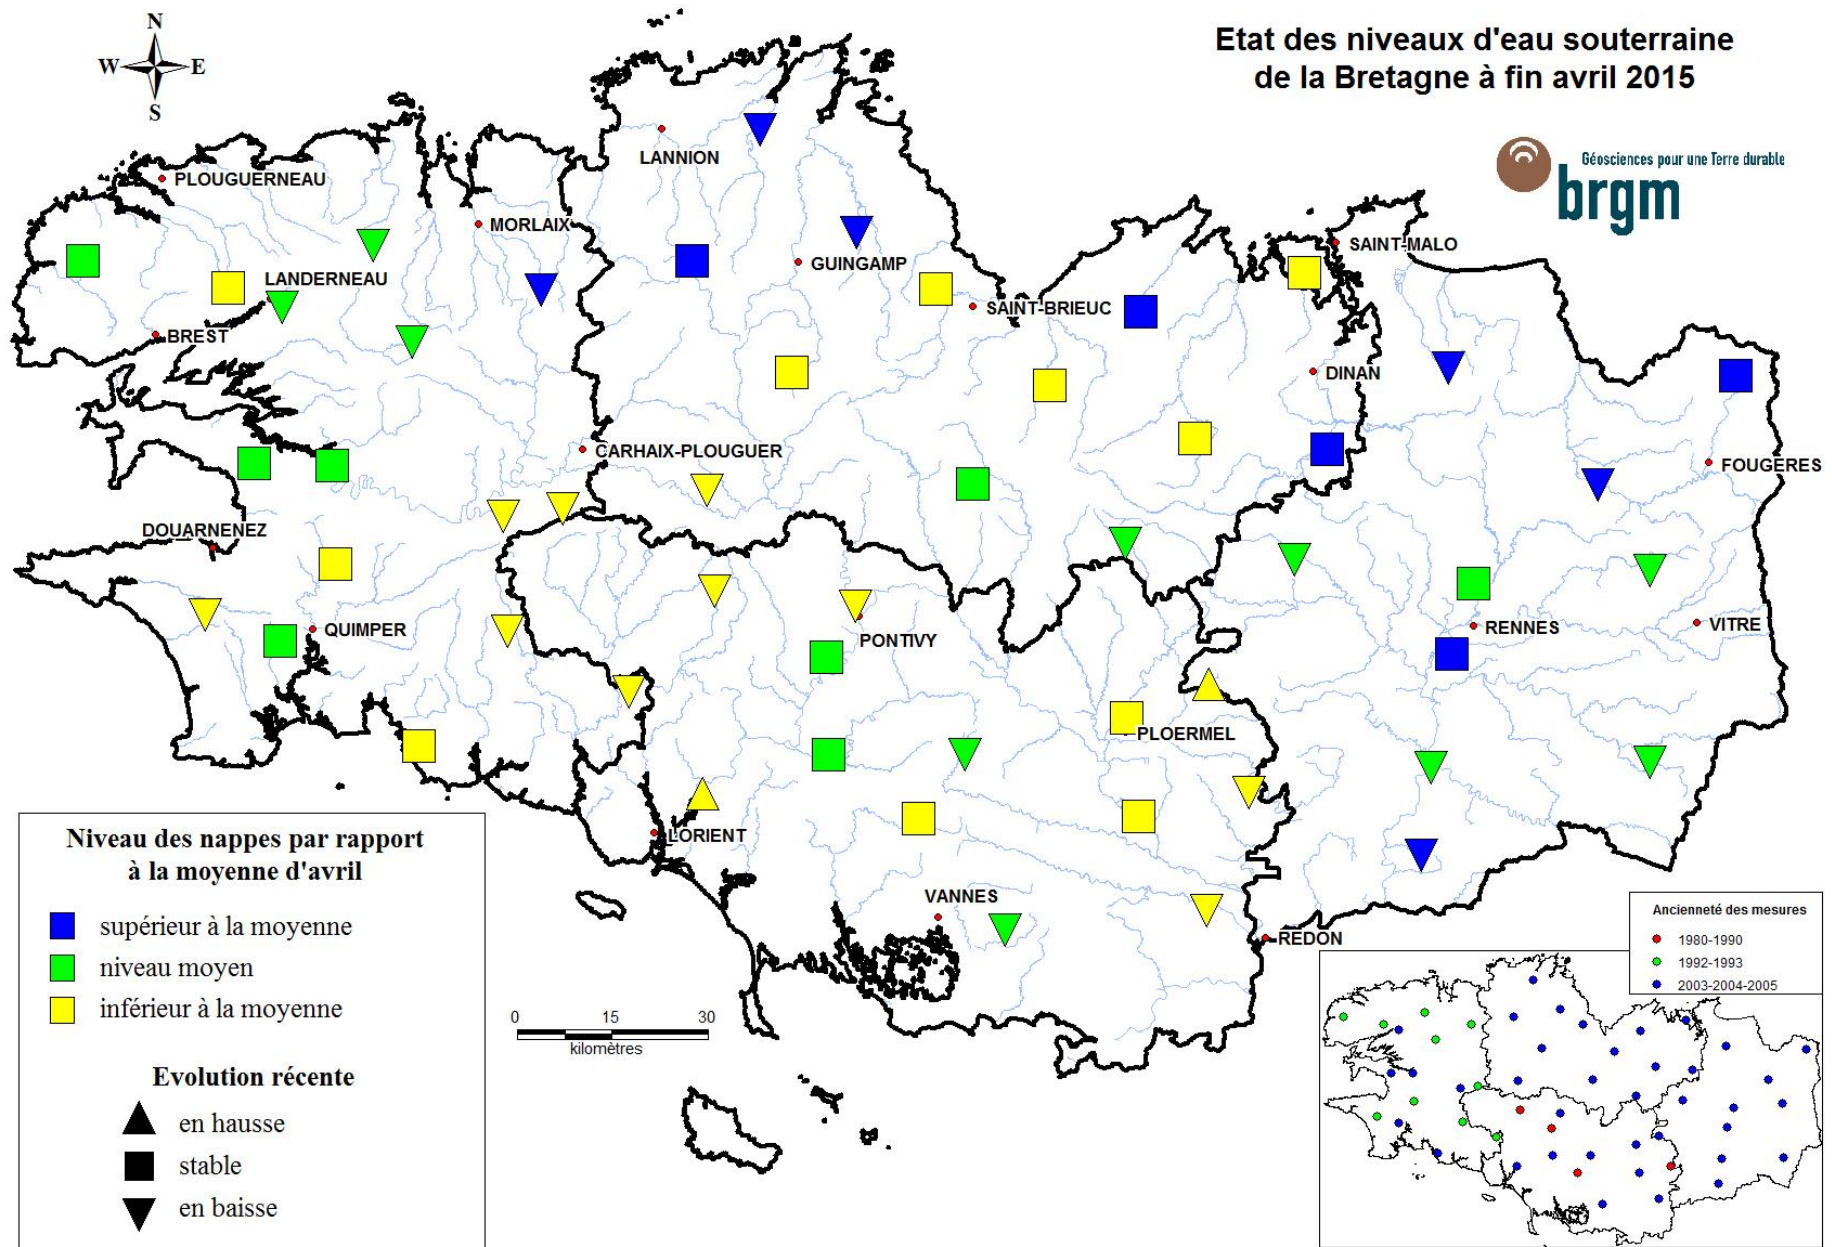 Etat des niveaux d'eau souterraine
de la Bretagne à fin avril 2015
N
W
E
S
Géosciences pour une Terre durable
brgm
LANNION
PLOUGUERNEAU
MORLAIX
SAINT-MALO
GUINGAMP
LANDERNEAU
SAINT-BRIEUC
BREST
DINAN
CARHAIX-PLOUGUER
FOUGERES
DOUARNENEZ
QUIMPER
RENNES
VITRE
PONTIVY
PLOERMEL
LORIENT
VANNES
REDON
Niveau des nappes par rapport
à la moyenne d'avril
supérieur à la moyenne
niveau moyen
inférieur à la moyenne
Evolution récente
en hausse
stable
en baisse
0 15 30
kilomètres
Ancienneté des mesures
1980-1990
1992-1993
2003-2004-2005